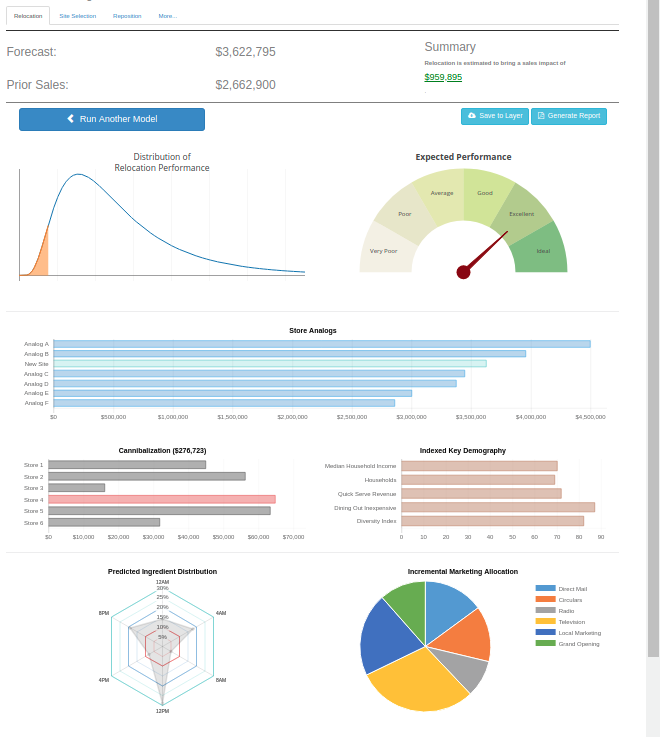 Relocation Site Selection Reposition More...
Forecast: $3,622,795
Prior Sales: $2,662,900
Summary
Relocation is estimated to bring a sales impact of
$959,895
Run Another Model
Save to Layer Generate Report
Distribution of
Relocation Performance
Expected Performance
Very Poor
Poor
Average
Good
Excellent
Ideal
Store Analogs
Analog A
Analog B
New Site
Analog C
Analog D
Analog E
Analog F
$0 $500,000 $1,000,000 $1,500,000 $2,000,000 $2,500,000 $3,000,000 $3,500,000 $4,000,000 $4,500,000
Cannibalization ($276,723)
Store 1
Store 2
Store 3
Store 4
Store 5
Store 6
$0 $10,000 $20,000 $30,000 $40,000 $50,000 $60,000 $70,000
Indexed Key Demography
Median Household Income
Households
Quick Serve Revenue
Dining Out Inexpensive
Diversity Index
0 10 20 30 40 50 60 70 80 90
Predicted Ingredient Distribution
12AM
30%
25%
20%
15%
10%
5%
8PM
4AM
4PM
8AM
12PM
Incremental Marketing Allocation
Direct Mail
Circulars
Radio
Television
Local Marketing
Grand Opening